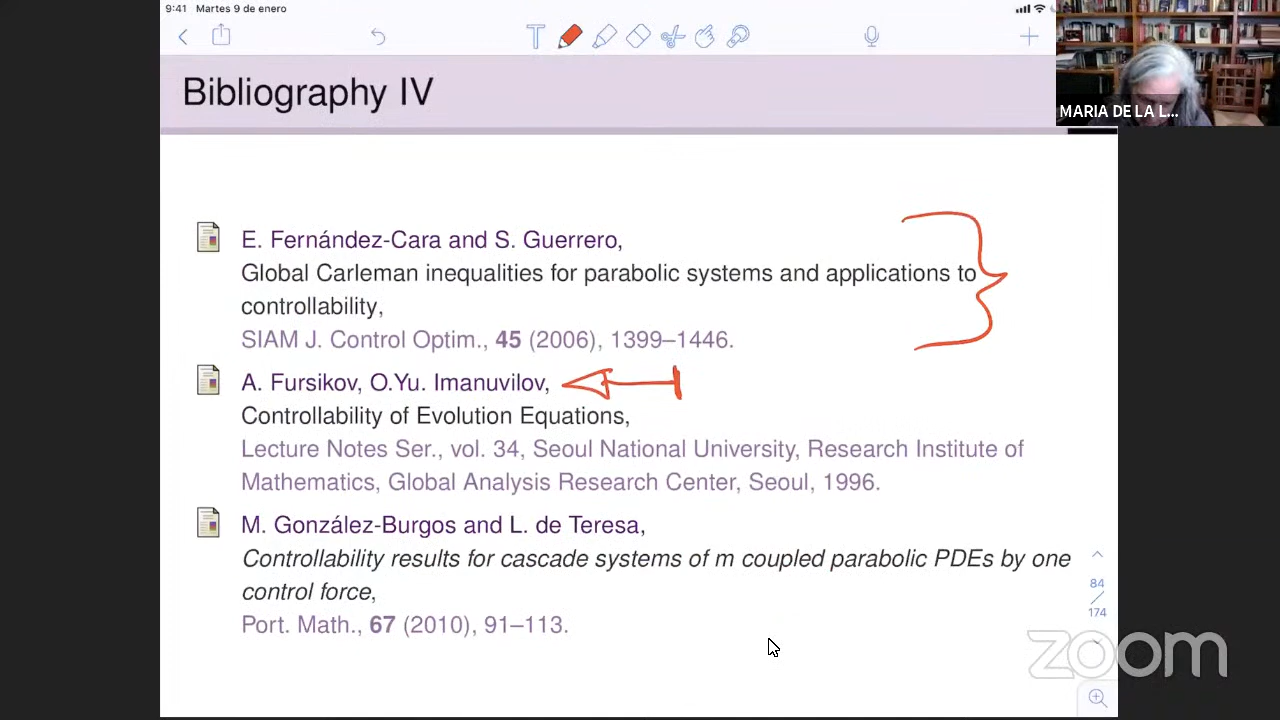 9:41 Martes 9 de enero
Bibliography IV
MARIA DE LA L...
E. Fernández-Cara and S. Guerrero,
Global Carleman inequalities for parabolic systems and applications to
controllability,
SIAM J. Control Optim., 45 (2006), 1399–1446.
A. Fursikov, O.Yu. Imanuvilov,
Controllability of Evolution Equations,
Lecture Notes Ser., vol. 34, Seoul National University, Research Institute of
Mathematics, Global Analysis Research Center, Seoul, 1996.
M. González-Burgos and L. de Teresa,
Controllability results for cascade systems of m coupled parabolic PDEs by one
control force,
Port. Math., 67 (2010), 91–113.
84
/
174
zoom